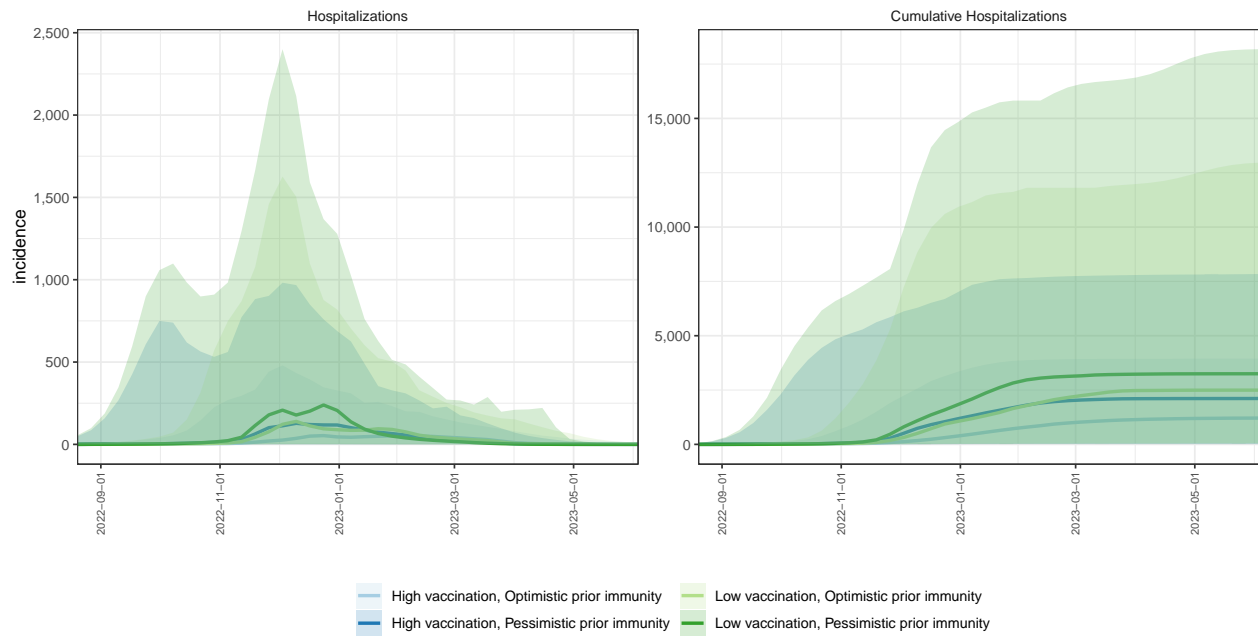 Hospitalizations
Cumulative Hospitalizations
incidence
2,500
2,000
1,500
1,000
500
0
2022−09−01
2022−11−01
2023−01−01
2023−03−01
2023−05−01
15,000
10,000
5,000
0
2022−09−01
2022−11−01
2023−01−01
2023−03−01
2023−05−01
High vaccination, Optimistic prior immunity
Low vaccination, Optimistic prior immunity
High vaccination, Pessimistic prior immunity
Low vaccination, Pessimistic prior immunity